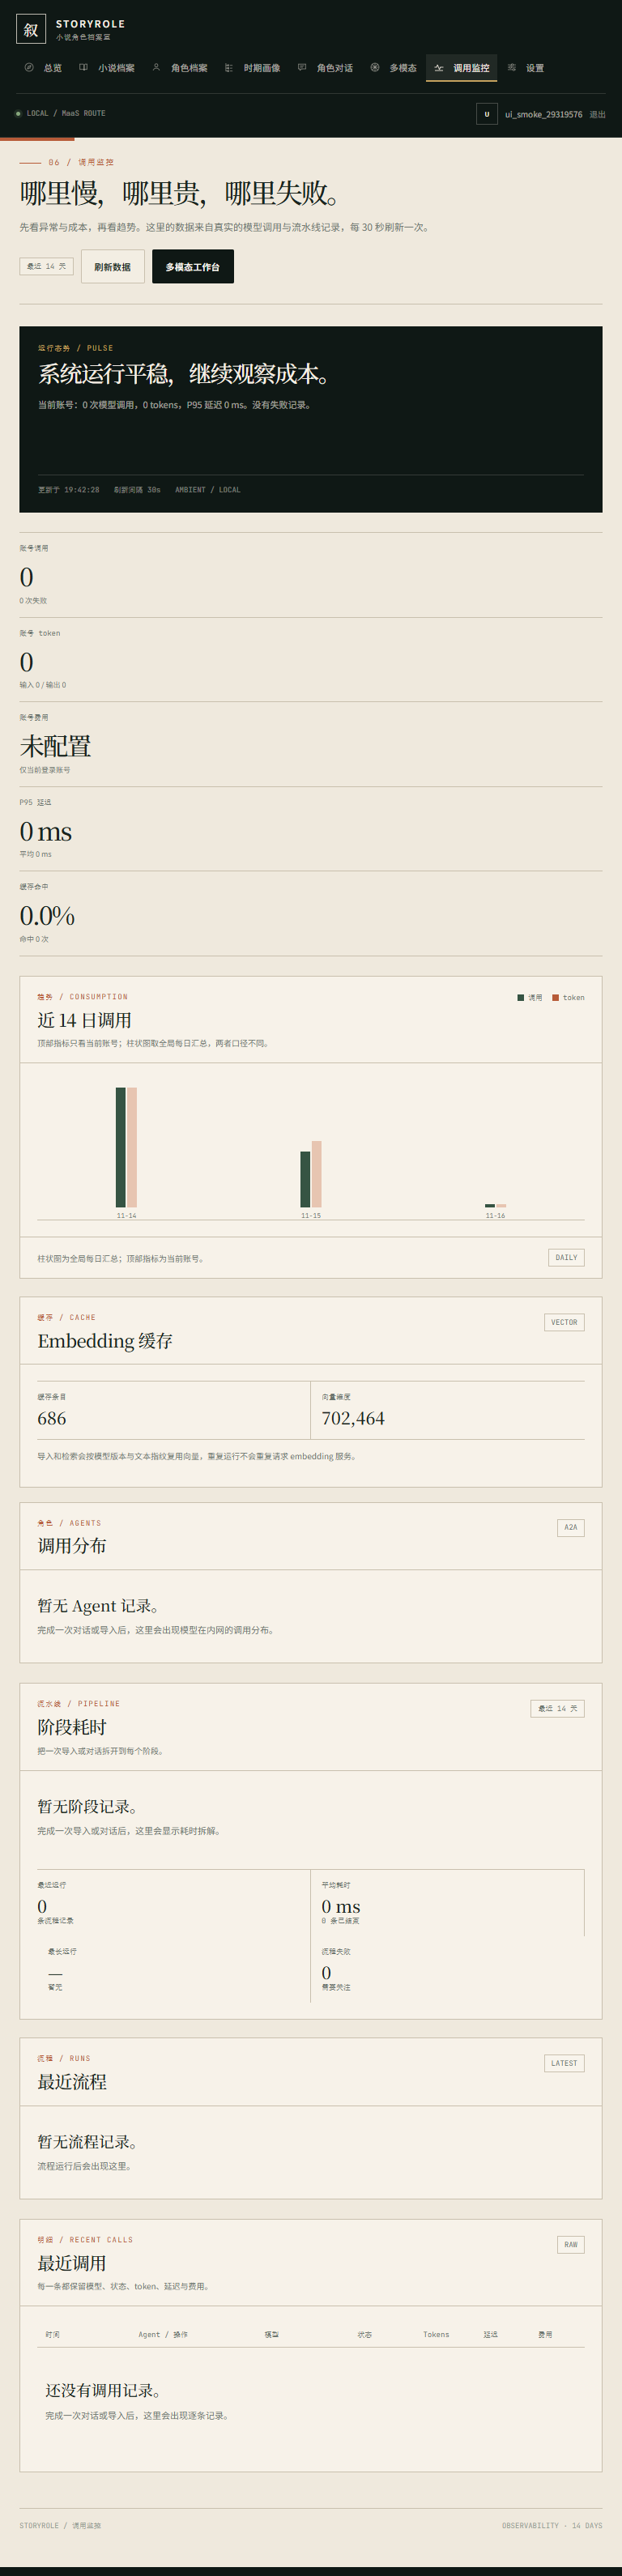 叙
STORYROLE
小说角色档案室
总览 小说档案 角色档案 时期画像 角色对话 多模态 调用监控 设置
LOCAL / MaaS ROUTE
U ui_smoke_29319576 退出
06 / 调用监控
哪里慢，哪里贵，哪里失败。
先看异常与成本，再看趋势。这里的数据来自真实的模型调用与流水线记录，每 30 秒刷新一次。
最近 14 天 刷新数据 多模态工作台
运行态势 / PULSE
系统运行平稳，继续观察成本。
当前账号：0 次模型调用，0 tokens，P95 延迟 0 ms。没有失败记录。
更新于 19:42:28 刷新间隔 30s AMBIENT / LOCAL
账号调用
0
0 次失败
账号 token
0
输入 0 / 输出 0
账号费用
未配置
仅当前登录账号
P95 延迟
0 ms
平均 0 ms
缓存命中
0.0%
命中 0 次
趋势 / CONSUMPTION
调用 token
近 14 日调用
顶部指标只看当前账号；柱状图取全局每日汇总，两者口径不同。
11-14 11-15 11-16
柱状图为全局每日汇总；顶部指标为当前账号。
DAILY
缓存 / CACHE
VECTOR
Embedding 缓存
缓存条目 向量维度
686 702,464
导入和检索会按模型版本与文本指纹复用向量，重复运行不会重复请求 embedding 服务。
角色 / AGENTS
A2A
调用分布
暂无 Agent 记录。
完成一次对话或导入后，这里会出现模型在内网的调用分布。
流水线 / PIPELINE
最近 14 天
阶段耗时
把一次导入或对话拆开到每个阶段。
暂无阶段记录。
完成一次导入或对话后，这里会显示耗时拆解。
最近运行 平均耗时
0 0 ms
条流程记录 0 条已结束
最长运行 流程失败
— 0
暂无 需要关注
流程 / RUNS
LATEST
最近流程
暂无流程记录。
流程运行后会出现这里。
明细 / RECENT CALLS
RAW
最近调用
每一条都保留模型、状态、token、延迟与费用。
时间 Agent / 操作 模型 状态 Tokens 延迟 费用
还没有调用记录。
完成一次对话或导入后，这里会出现逐条记录。
STORYROLE / 调用监控 OBSERVABILITY · 14 DAYS